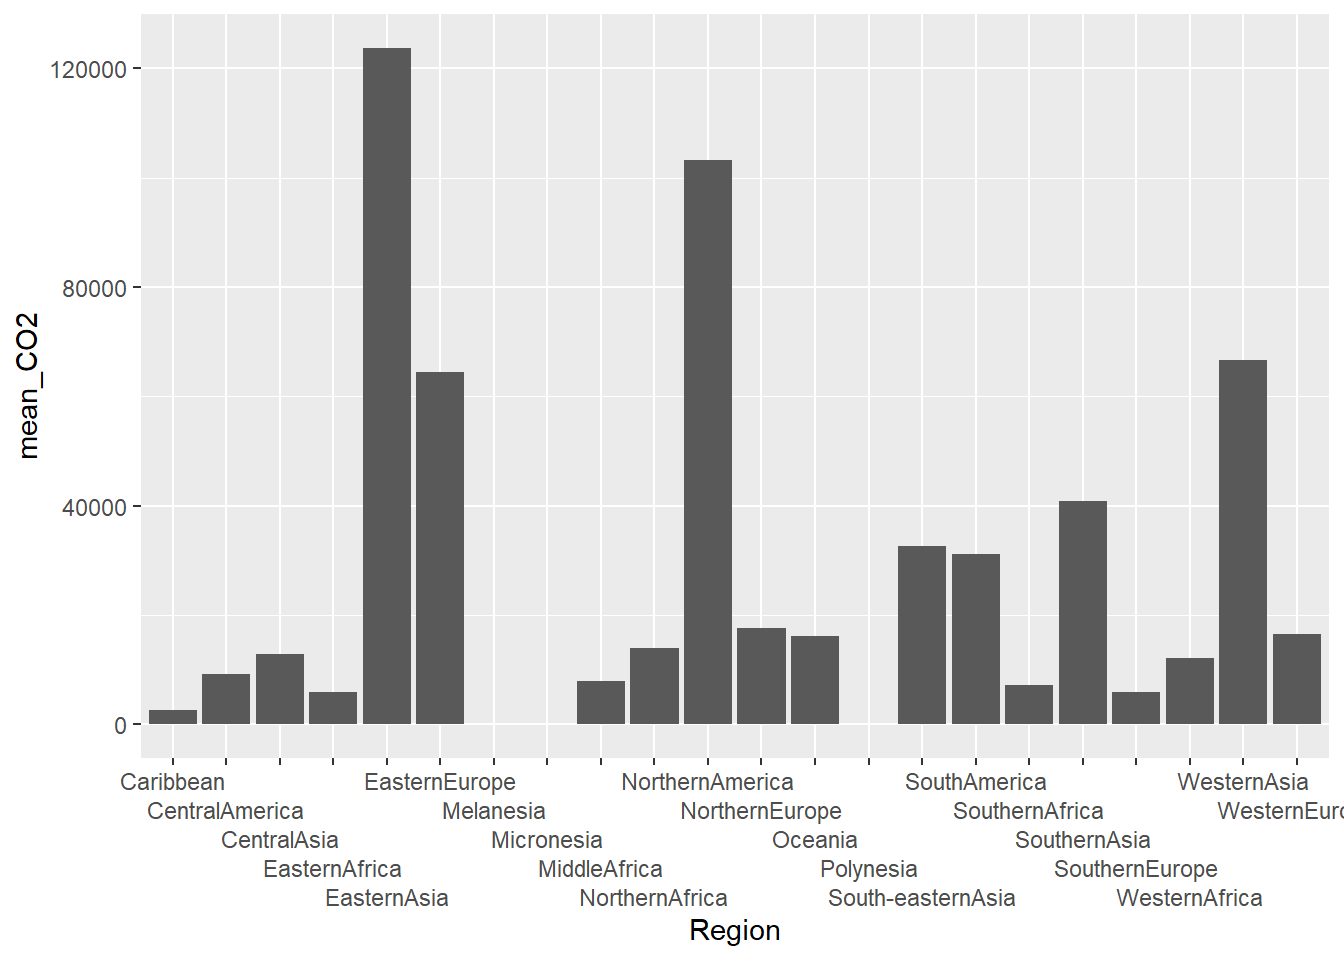 120000
80000
40000
0
mean_CO2
Caribbean EasternEurope NorthernAmerica SouthAmerica WesternAsia
CentralAmerica Melanesia NorthernEurope SouthernAfrica WesternEuro
CentralAsia Micronesia Oceania SouthernAsia
EasternAfrica MiddleAfrica Polynesia SouthernEurope
EasternAsia NorthernAfrica South-easternAsia WesternAfrica
Region